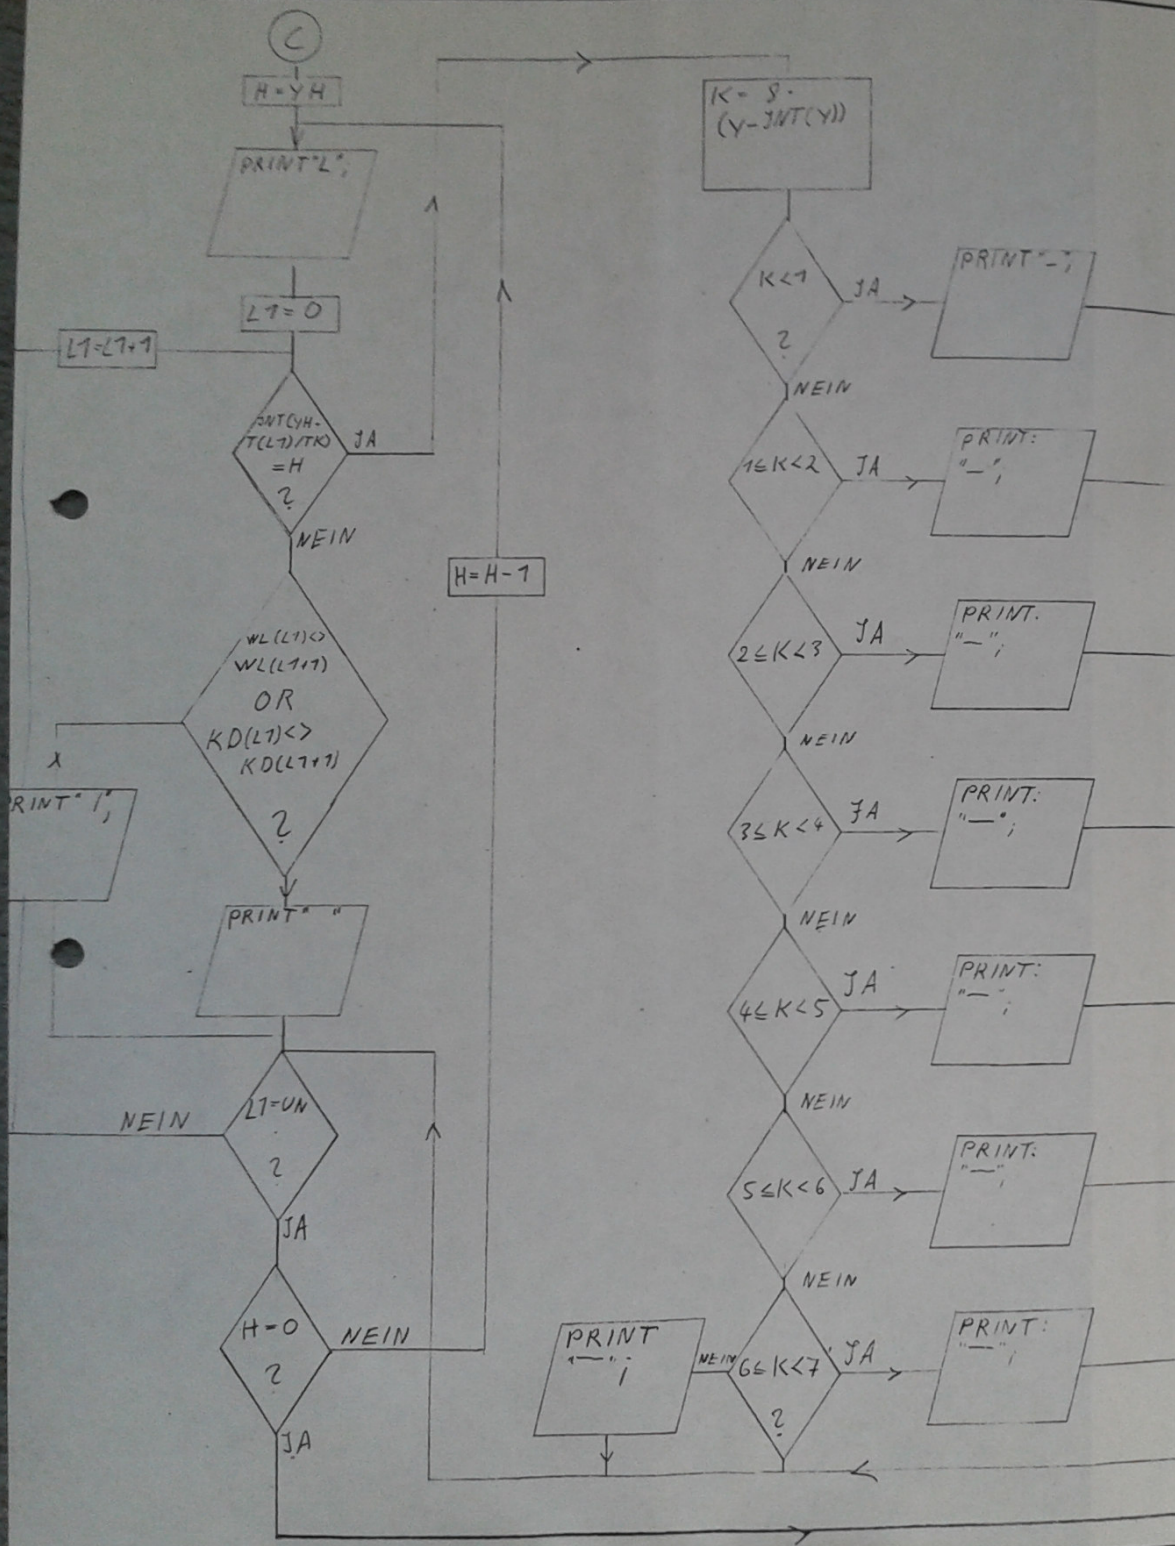 C
H=YH
PRINT"L";
L1=0
L1=L1+1
INT(YH-
T(L1)/TK)
=H
?
JA
NEIN
WL(L1)<>
WL(L1+1)
OR
KD(L1)<>
KD(L1+1)
?
PRINT" "
L1=UN
?
NEIN
JA
H=0
?
NEIN
JA
H=H-1
K= 8·
(Y-INT(Y))
K<1
?
JA
PRINT"_";
NEIN
1≤K<2
JA
PRINT:
"—";
NEIN
2≤K<3
JA
PRINT.
"—";
NEIN
3≤K<4
JA
PRINT:
"—";
NEIN
4≤K<5
JA
PRINT:
"—";
NEIN
5≤K<6
JA
PRINT:
"—";
NEIN
6≤K<7
?
JA
PRINT:
"—";
NEIN
PRINT
"—";